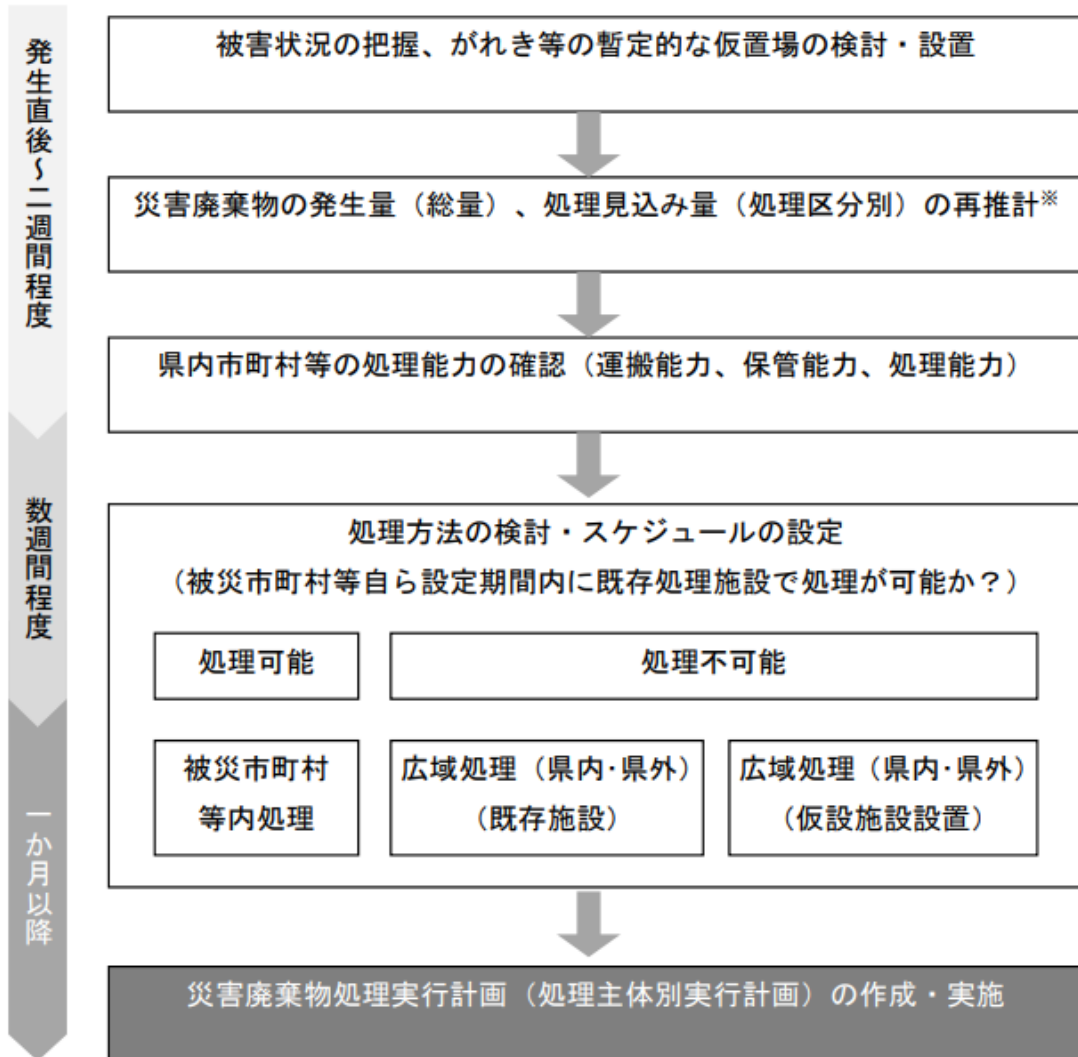 発生直後～二週間程度
被害状況の把握、がれき等の暫定的な仮置場の検討・設置
災害廃棄物の発生量（総量）、処理見込み量（処理区分別）の再推計※
県内市町村等の処理能力の確認（運搬能力、保管能力、処理能力）
数週間程度
処理方法の検討・スケジュールの設定
（被災市町村等自ら設定期間内に既存処理施設で処理が可能か？）
処理可能
処理不可能
被災市町村
等内処理
広域処理（県内・県外）
（既存施設）
広域処理（県内・県外）
（仮設施設設置）
一か月以降
災害廃棄物処理実行計画（処理主体別実行計画）の作成・実施